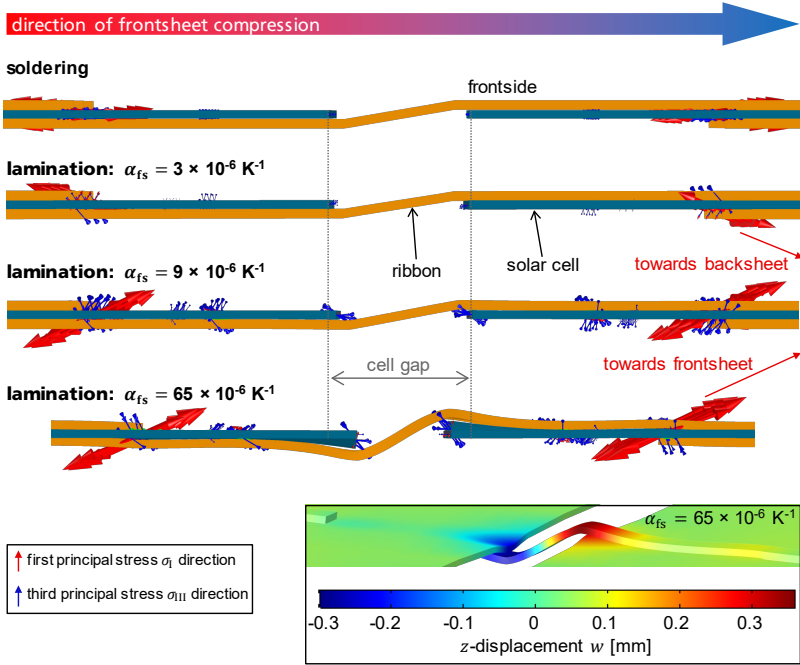 direction of frontsheet compression
soldering
frontside
lamination: α_fs = 3 × 10⁻⁶ K⁻¹
ribbon
solar cell
towards backsheet
lamination: α_fs = 9 × 10⁻⁶ K⁻¹
cell gap
towards frontsheet
lamination: α_fs = 65 × 10⁻⁶ K⁻¹
α_fs = 65 × 10⁻⁶ K⁻¹
first principal stress σ_I direction
third principal stress σ_III direction
-0.3 -0.2 -0.1 0 0.1 0.2 0.3
z-displacement w [mm]